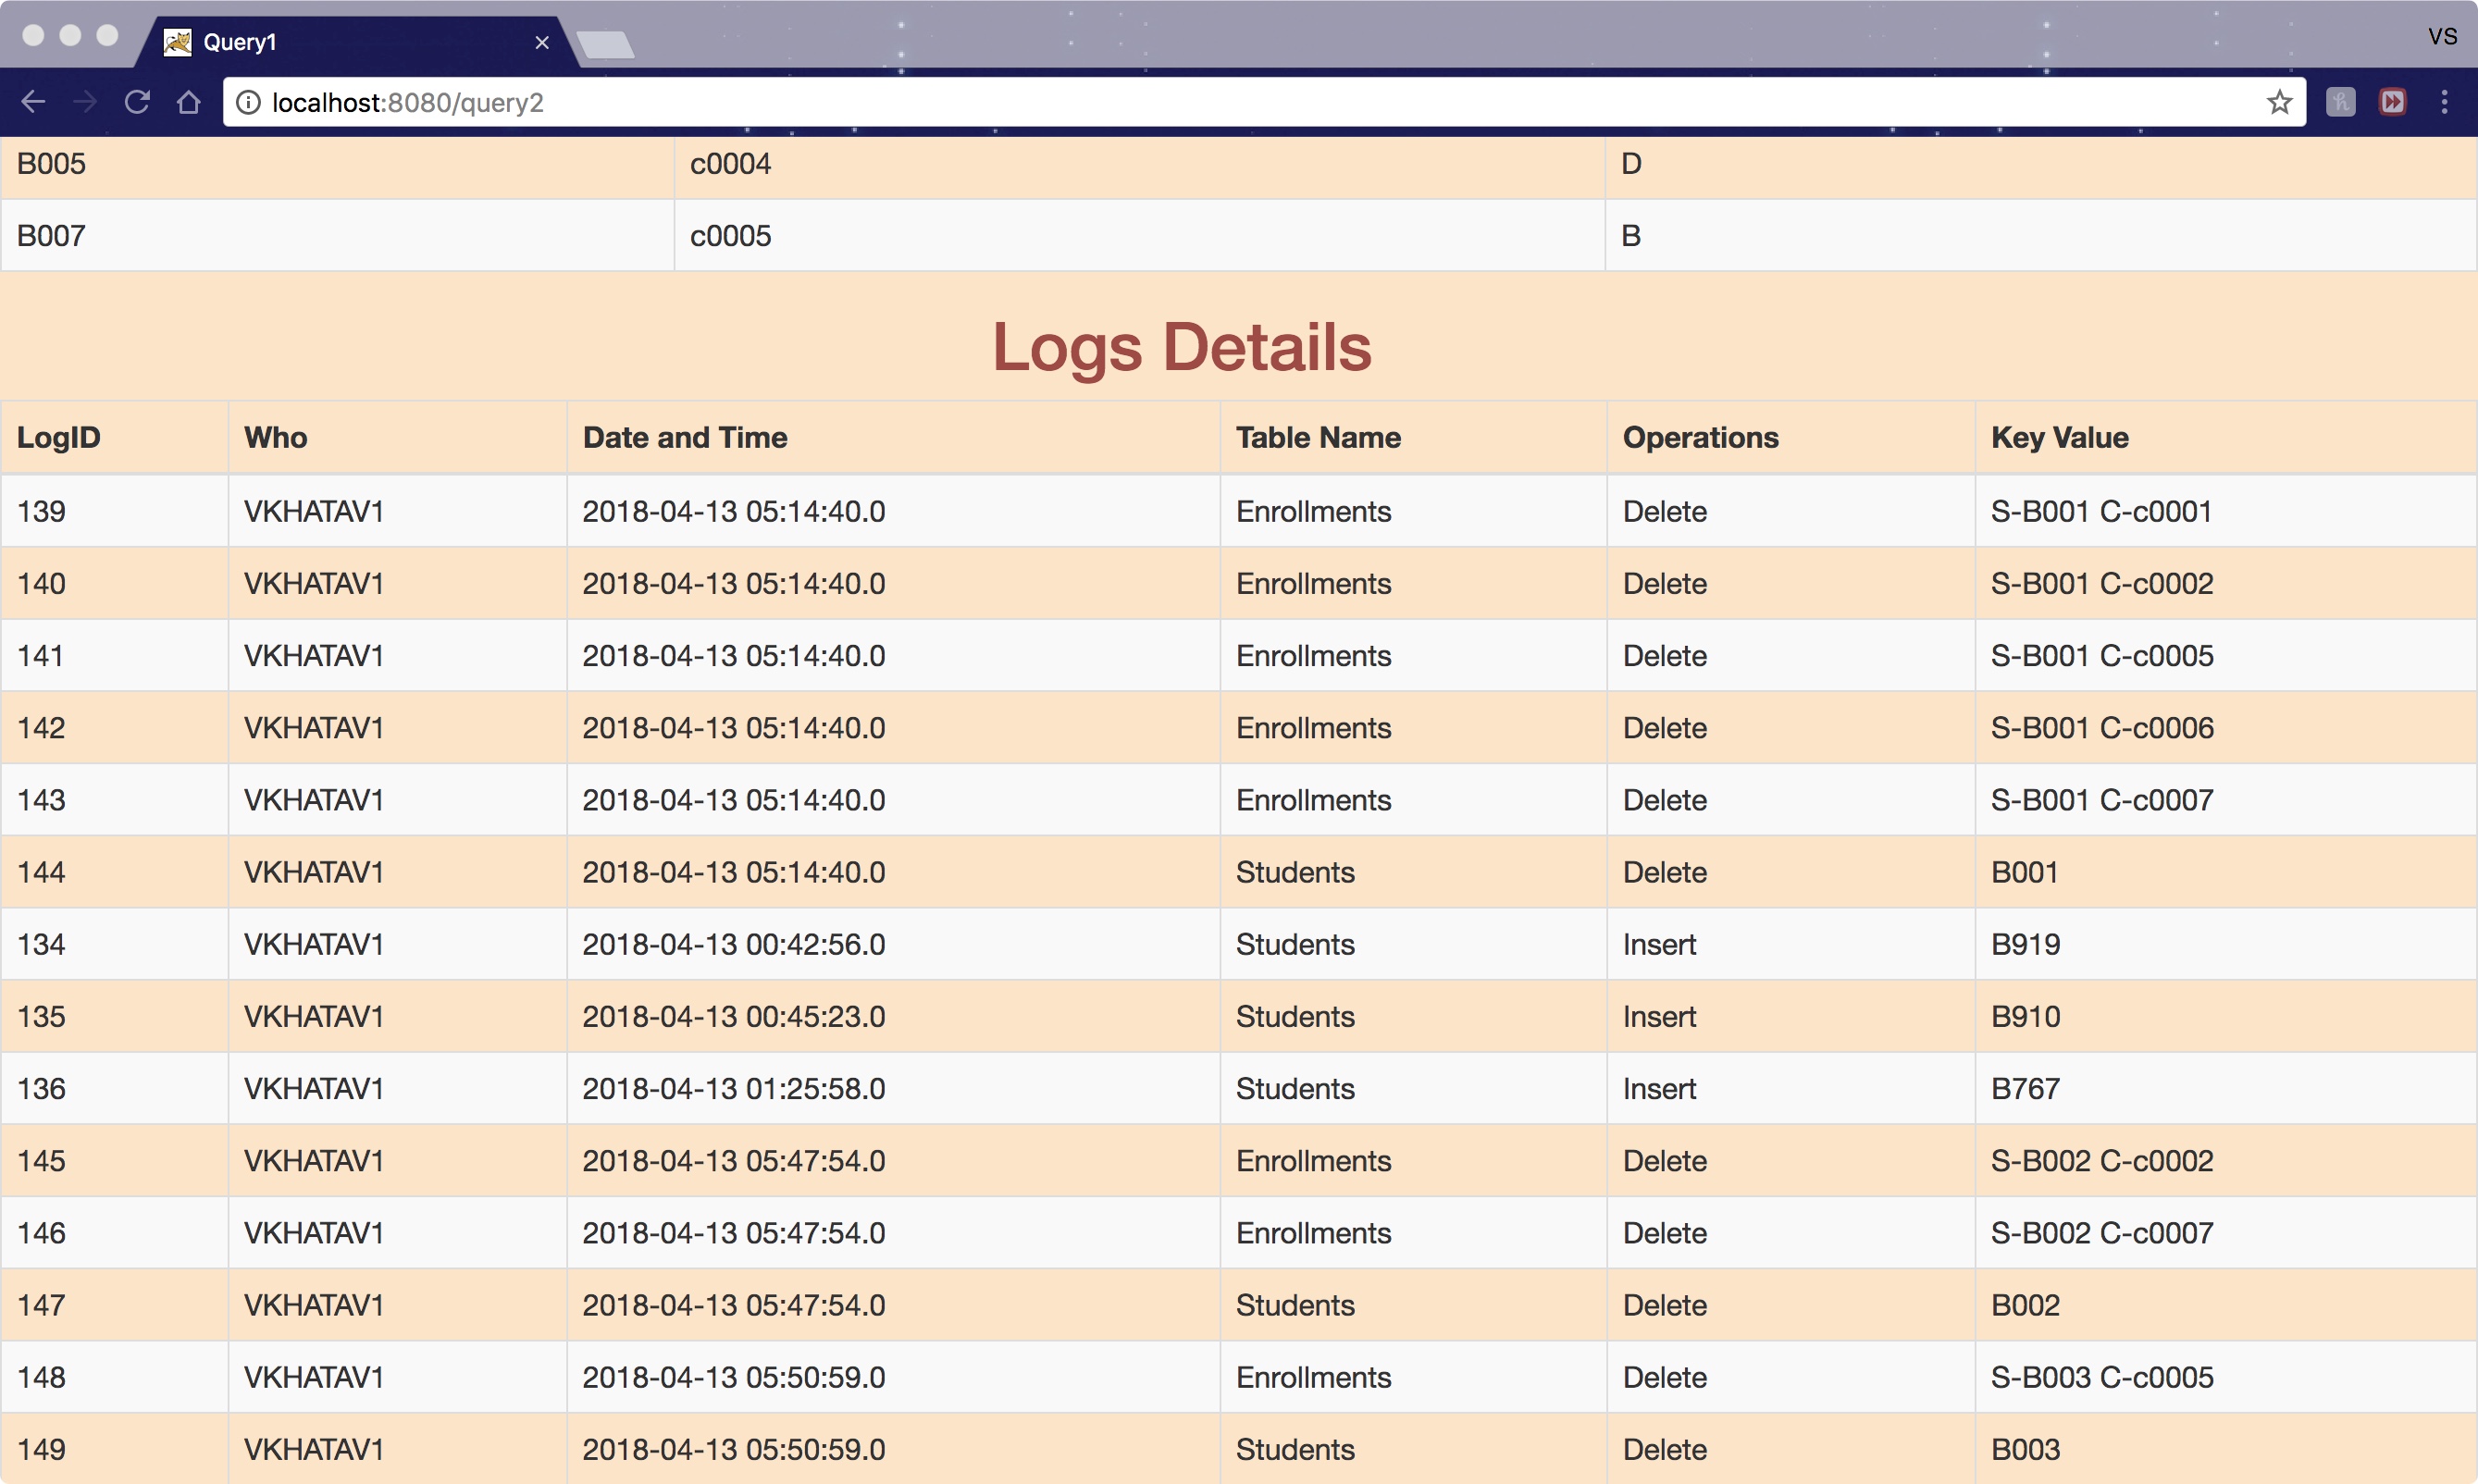 Query1
VS
localhost:8080/query2
B005 c0004 D
B007 c0005 B
Logs Details
LogID Who Date and Time Table Name Operations Key Value
139 VKHATAV1 2018-04-13 05:14:40.0 Enrollments Delete S-B001 C-c0001
140 VKHATAV1 2018-04-13 05:14:40.0 Enrollments Delete S-B001 C-c0002
141 VKHATAV1 2018-04-13 05:14:40.0 Enrollments Delete S-B001 C-c0005
142 VKHATAV1 2018-04-13 05:14:40.0 Enrollments Delete S-B001 C-c0006
143 VKHATAV1 2018-04-13 05:14:40.0 Enrollments Delete S-B001 C-c0007
144 VKHATAV1 2018-04-13 05:14:40.0 Students Delete B001
134 VKHATAV1 2018-04-13 00:42:56.0 Students Insert B919
135 VKHATAV1 2018-04-13 00:45:23.0 Students Insert B910
136 VKHATAV1 2018-04-13 01:25:58.0 Students Insert B767
145 VKHATAV1 2018-04-13 05:47:54.0 Enrollments Delete S-B002 C-c0002
146 VKHATAV1 2018-04-13 05:47:54.0 Enrollments Delete S-B002 C-c0007
147 VKHATAV1 2018-04-13 05:47:54.0 Students Delete B002
148 VKHATAV1 2018-04-13 05:50:59.0 Enrollments Delete S-B003 C-c0005
149 VKHATAV1 2018-04-13 05:50:59.0 Students Delete B003